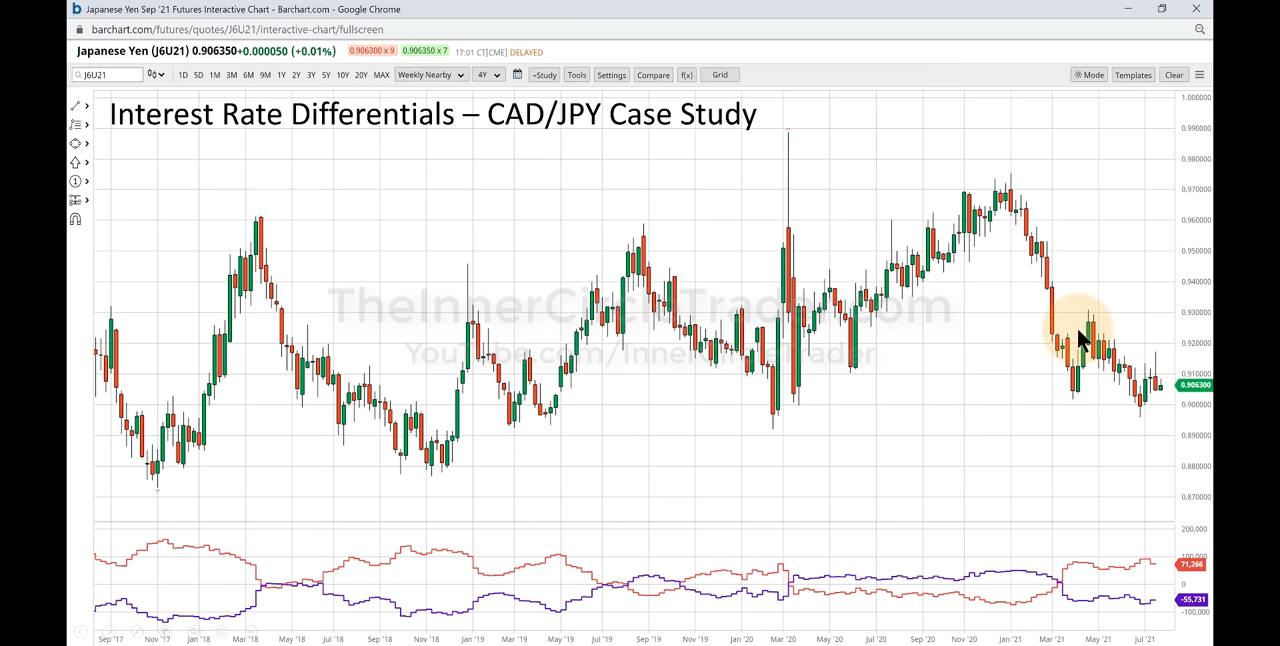 Japanese Yen Sep '21 Futures Interactive Chart - Barchart.com - Google Chrome
barchart.com/futures/quotes/J6U21/interactive-chart/fullscreen
Japanese Yen (J6U21) 0.906350+0.000050 (+0.01%) 0.906300 x 9 0.906350 x 7 17:01 CT[CME] DELAYED
J6U21 1D 5D 1M 3M 6M 9M 1Y 2Y 3Y 5Y 10Y 20Y MAX Weekly Nearby 4Y +Study Tools Settings Compare f(x) Grid Mode Templates Clear
Interest Rate Differentials – CAD/JPY Case Study
1.000000
0.990000
0.980000
0.970000
0.960000
0.950000
0.940000
TheInnerCircleTrader.com
0.930000
0.920000
YouTube.com/InnerCircleTrader
0.910000
0.906300
0.900000
0.890000
0.880000
0.870000
200,000
100,000
71,266
0
-55,731
-100,000
Sep '17 Nov '17 Jan '18 Mar '18 May '18 Jul '18 Sep '18 Nov '18 Jan '19 Mar '19 May '19 Jul '19 Sep '19 Nov '19 Jan '20 Mar '20 May '20 Jul '20 Sep '20 Nov '20 Jan '21 Mar '21 May '21 Jul '21